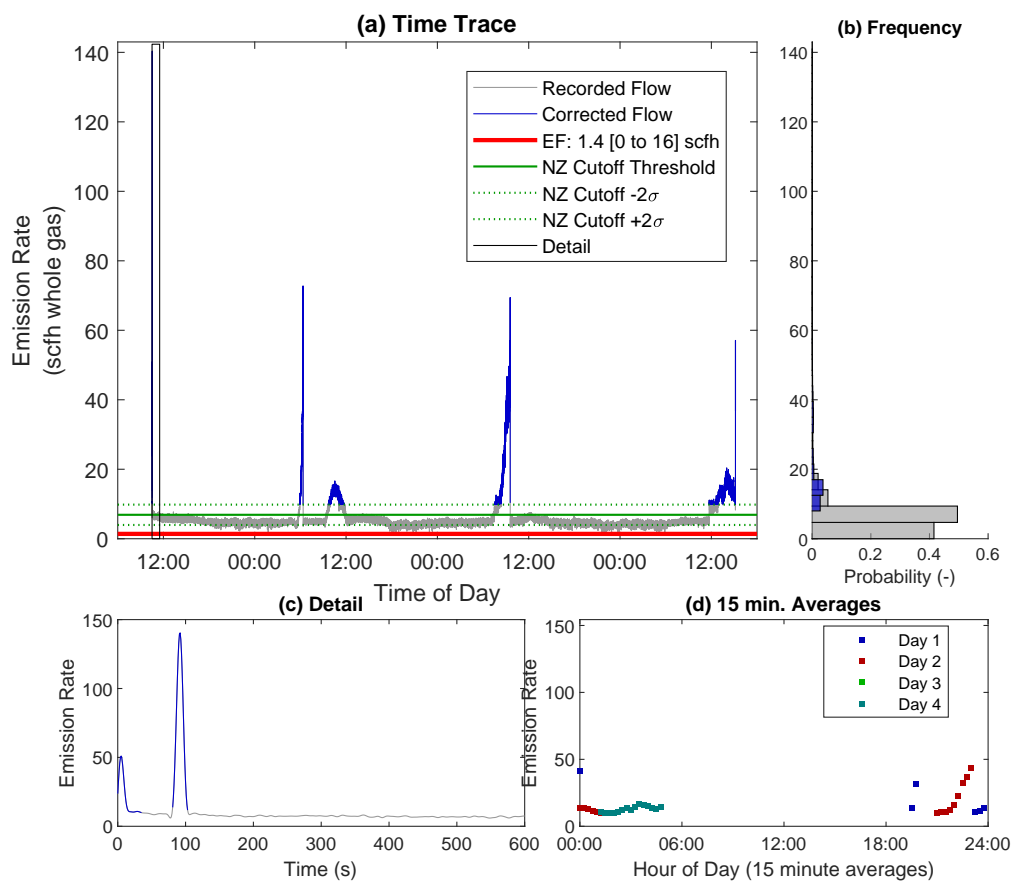 (a) Time Trace
140
120
100
80
60
40
20
0
Emission Rate
(scfh whole gas)
12:00
00:00
12:00
00:00
12:00
00:00
12:00
Time of Day
Recorded Flow
Corrected Flow
EF: 1.4 [0 to 16] scfh
NZ Cutoff Threshold
NZ Cutoff -2σ
NZ Cutoff +2σ
Detail
(b) Frequency
140
120
100
80
60
40
20
0
0
0.2
0.4
0.6
Probability (-)
(c) Detail
150
100
50
0
Emission Rate
0
100
200
300
400
500
600
Time (s)
(d) 15 min. Averages
150
100
50
0
Emission Rate
00:00
06:00
12:00
18:00
24:00
Hour of Day (15 minute averages)
Day 1
Day 2
Day 3
Day 4